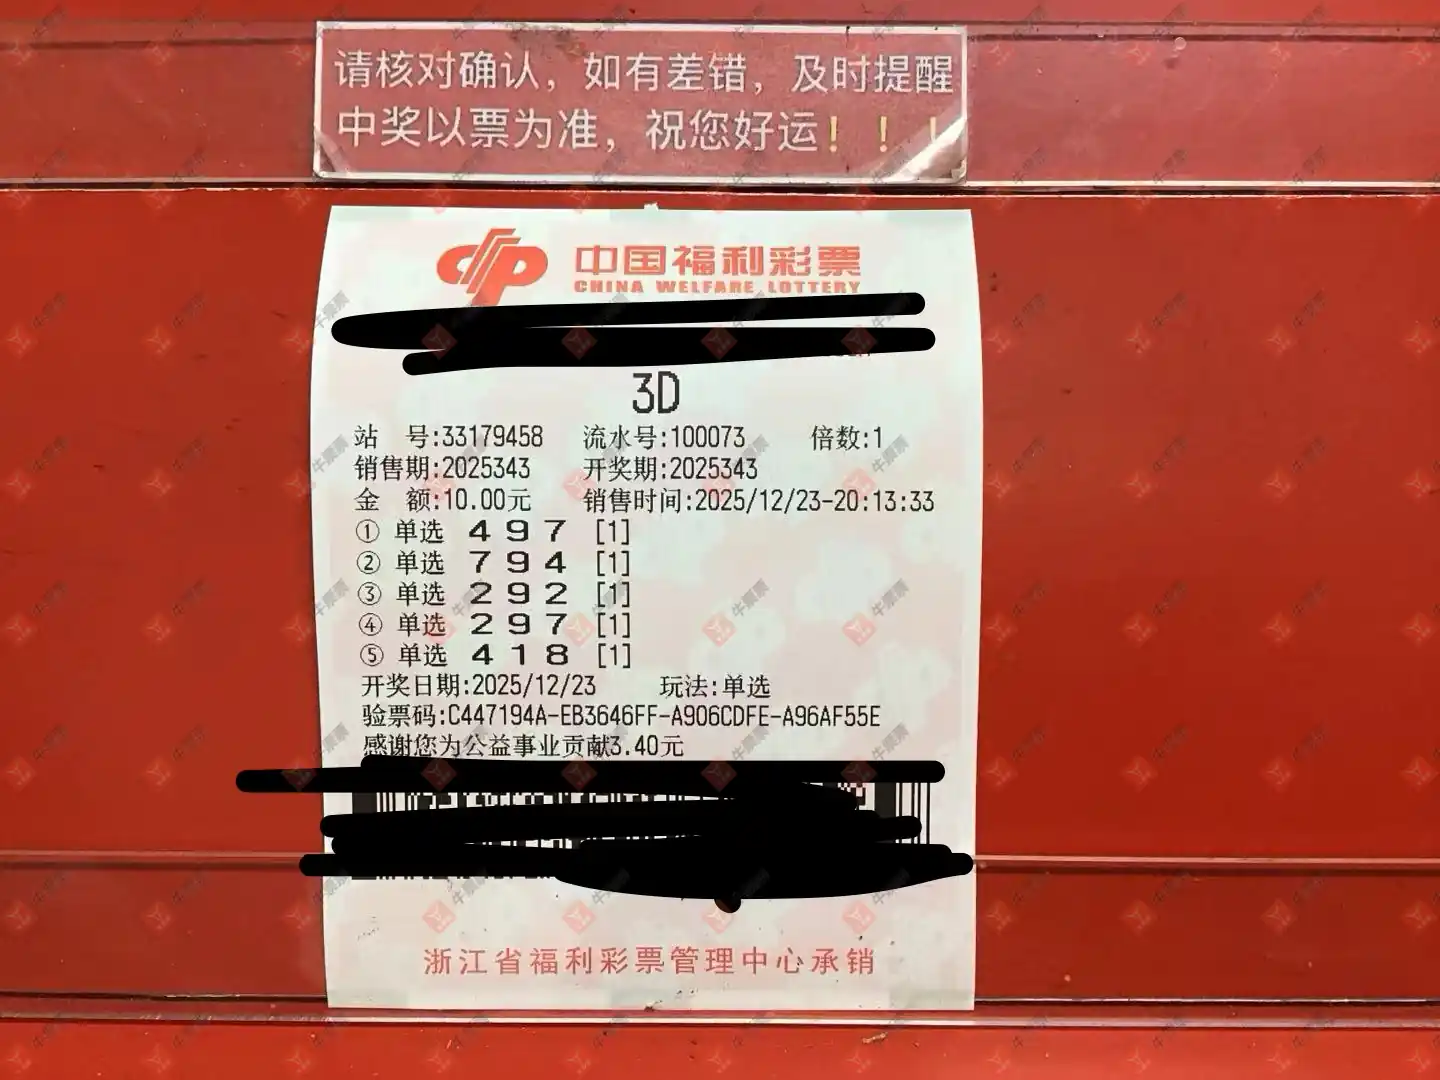 请核对确认，如有差错，及时提醒
中奖以票为准，祝您好运！！！
中国福利彩票
CHINA WELFARE LOTTERY
3D
站 号:33179458 流水号:100073 倍数:1
销售期:2025343 开奖期:2025343
金 额:10.00元 销售时间:2025/12/23-20:13:33
① 单选 4 9 7 [1]
② 单选 7 9 4 [1]
③ 单选 2 9 2 [1]
④ 单选 2 9 7 [1]
⑤ 单选 4 1 8 [1]
开奖日期:2025/12/23 玩法:单选
验票码:C447194A-EB3646FF-A906CDFE-A96AF55E
感谢您为公益事业贡献3.40元
浙江省福利彩票管理中心承销
牛票票